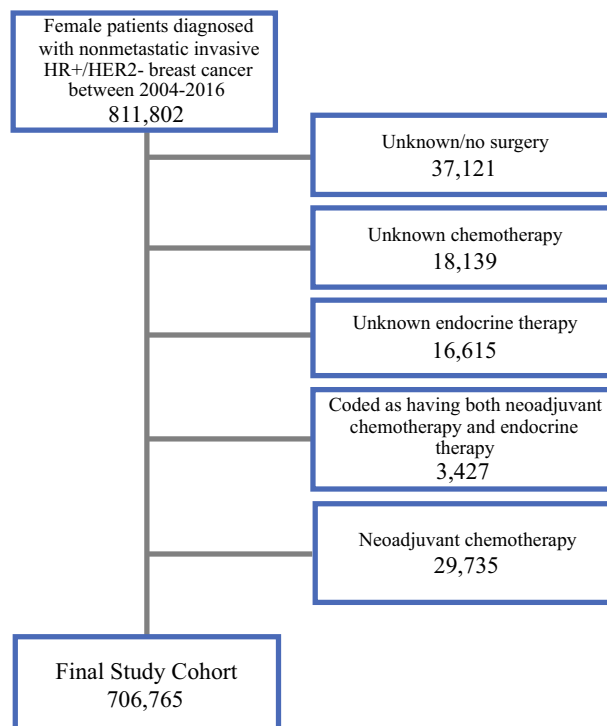 Female patients diagnosed
with nonmetastatic invasive
HR+/HER2- breast cancer
between 2004-2016
811,802
Unknown/no surgery
37,121
Unknown chemotherapy
18,139
Unknown endocrine therapy
16,615
Coded as having both neoadjuvant
chemotherapy and endocrine
therapy
3,427
Neoadjuvant chemotherapy
29,735
Final Study Cohort
706,765